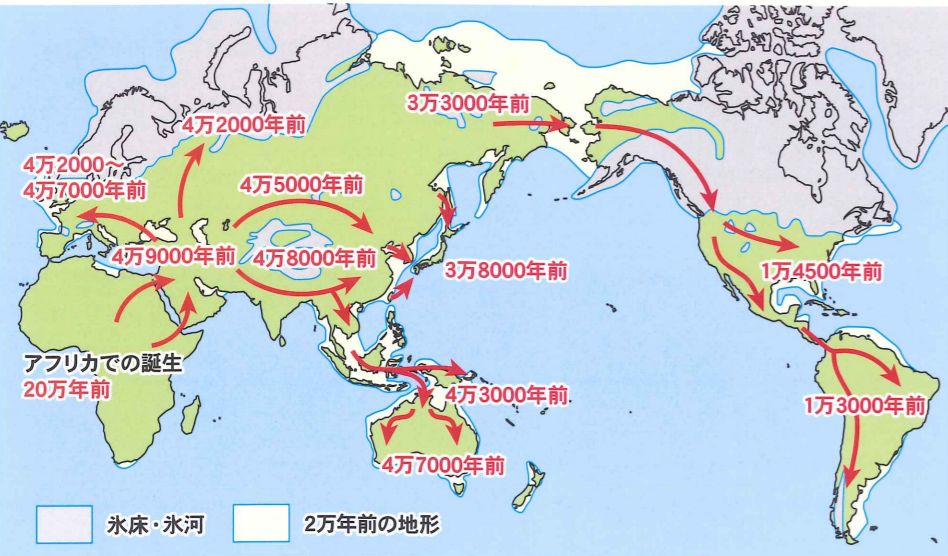 3万3000年前
4万2000年前
4万2000〜
4万7000年前
4万5000年前
4万9000年前
4万8000年前
3万8000年前
1万4500年前
アフリカでの誕生
20万年前
4万3000年前
1万3000年前
4万7000年前
氷床・氷河
2万年前の地形